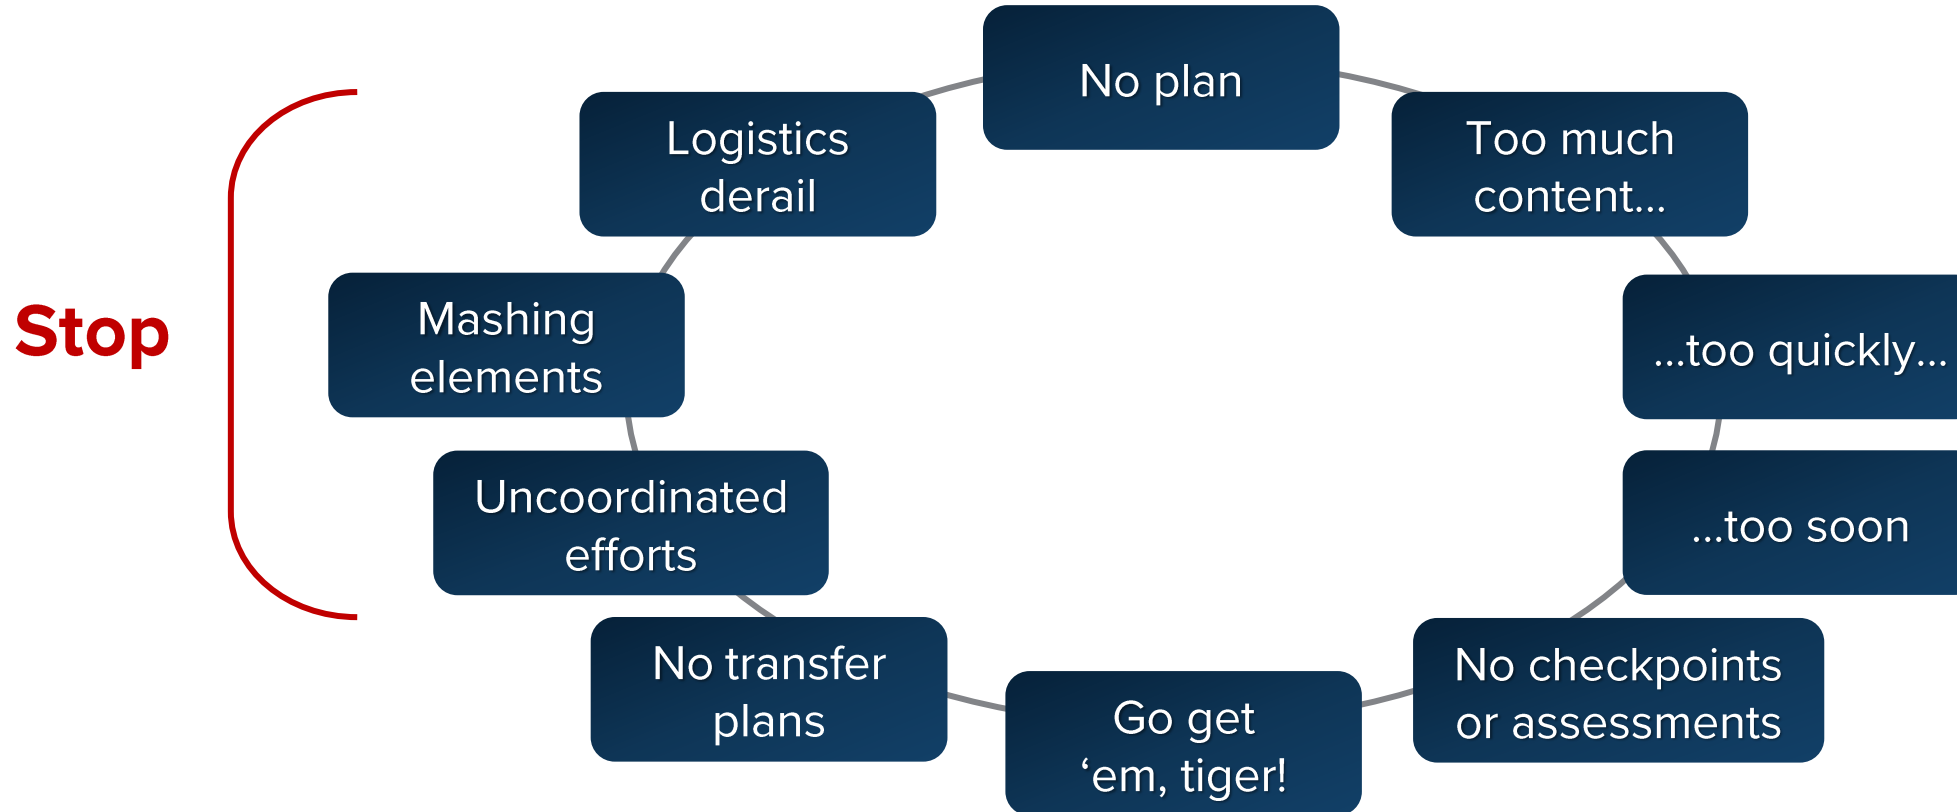 Stop
No plan
Too much
content...
...too quickly...
...too soon
No checkpoints
or assessments
Go get
‘em, tiger!
No transfer
plans
Uncoordinated
efforts
Mashing
elements
Logistics
derail